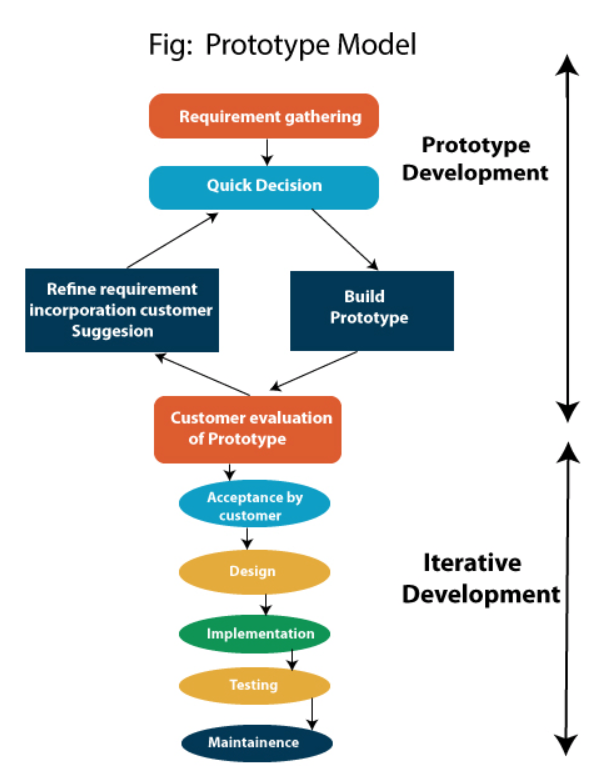 Fig: Prototype Model
Requirement gathering
Prototype
Development
Quick Decision
Refine requirement
incorporation customer
Suggesion
Build
Prototype
Customer evaluation
of Prototype
Acceptance by
customer
Design
Iterative
Development
Implementation
Testing
Maintainence